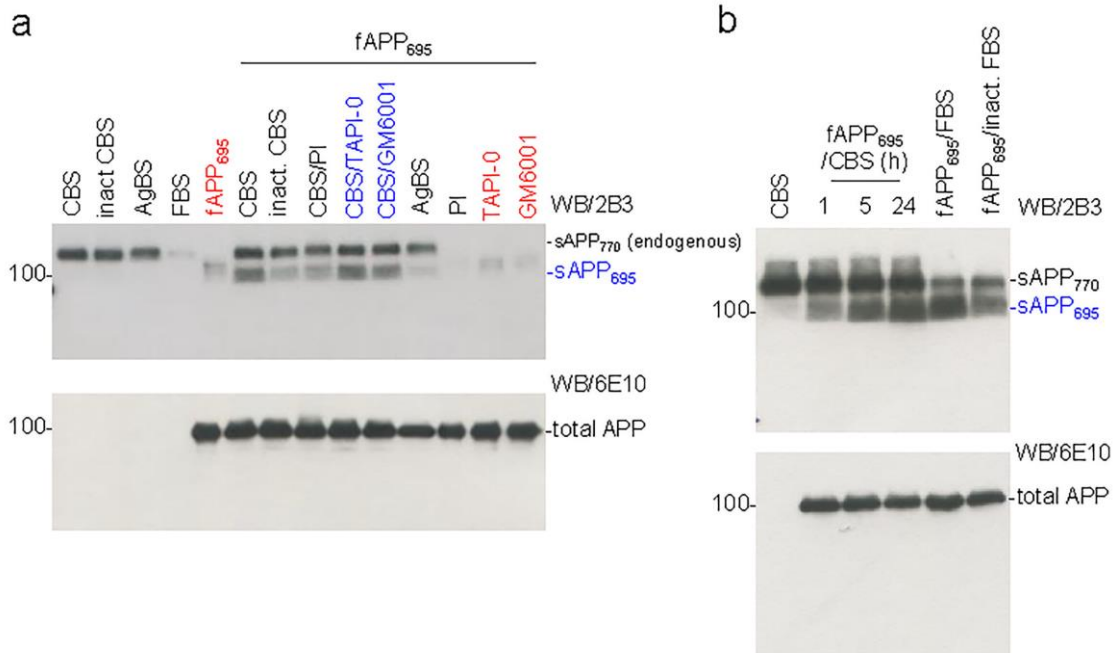 a
fAPP₆₉₅
CBS
inact CBS
AgBS
FBS
fAPP₆₉₅
CBS
inact. CBS
CBS/PI
CBS/TAPI-0
CBS/GM6001
AgBS
PI
TAPI-0
GM6001
WB/2B3
-sAPP₇₇₀ (endogenous)
100-
-sAPP₆₉₅
WB/6E10
100-
-total APP
b
CBS
fAPP₆₉₅
/CBS (h)
1 5 24
fAPP₆₉₅/FBS
fAPP₆₉₅/inact. FBS
WB/2B3
-sAPP₇₇₀
100-
-sAPP₆₉₅
WB/6E10
100-
-total APP